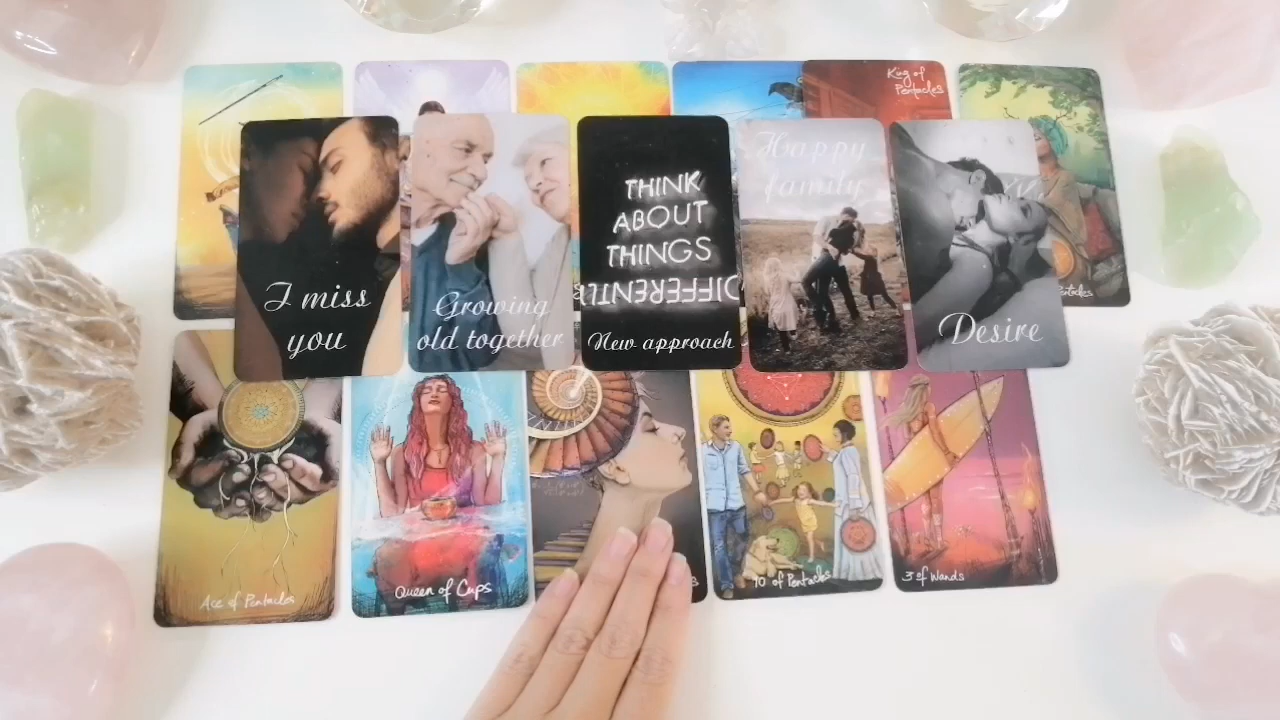 King of
Pentacles
I miss
you
Growing
old together
THINK
ABOUT
THINGS
DIFFERENTLY
New approach
Happy
family
Desire
Pentacles
Ace of Pentacles
Queen of Cups
10 of Pentacles
3 of Wands